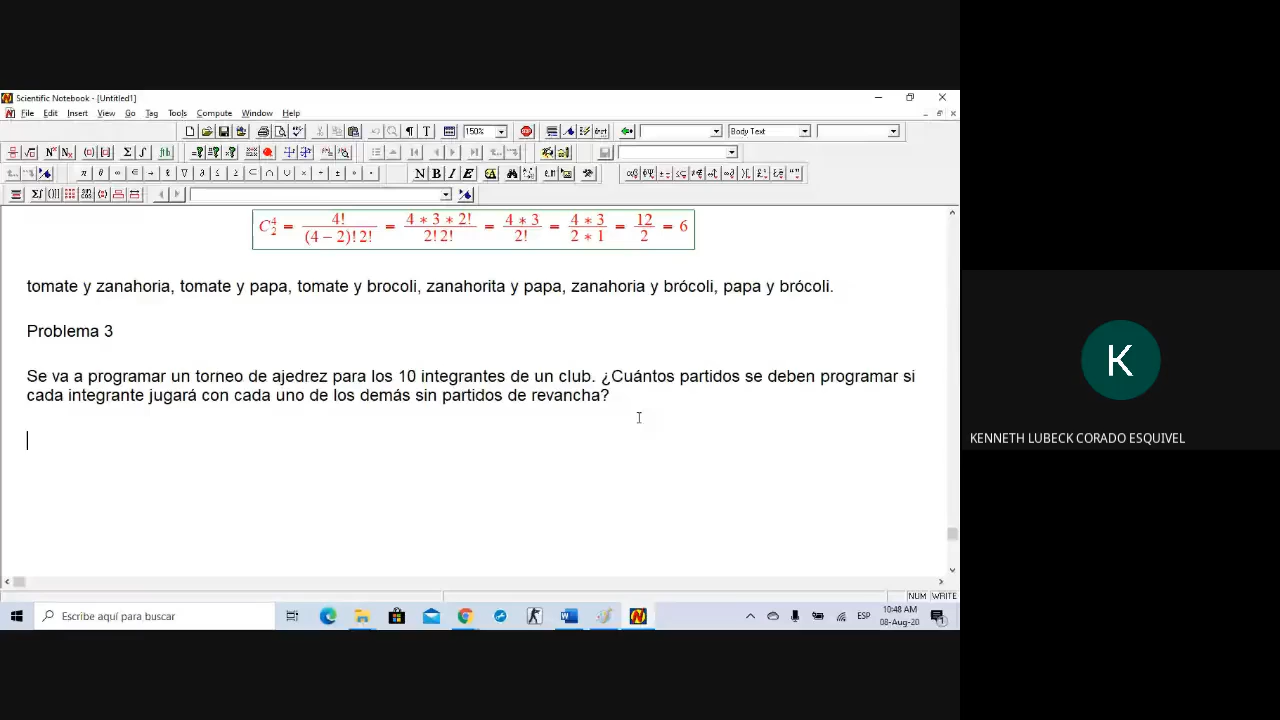 Scientific Notebook - [Untitled1]
File Edit Insert View Go Tag Tools Compute Window Help
150% Body Text
N B I E
C_2^4 = 4!/((4 − 2)! 2!) = (4 * 3 * 2!)/(2! 2!) = (4 * 3)/2! = (4 * 3)/(2 * 1) = 12/2 = 6
tomate y zanahoria, tomate y papa, tomate y brocoli, zanahorita y papa, zanahoria y brócoli, papa y brócoli.
Problema 3
Se va a programar un torneo de ajedrez para los 10 integrantes de un club. ¿Cuántos partidos se deben programar si
cada integrante jugará con cada uno de los demás sin partidos de revancha?
K
KENNETH LUBECK CORADO ESQUIVEL
NUM WRITE
Escribe aquí para buscar
ESP
10:48 AM
08-Aug-20